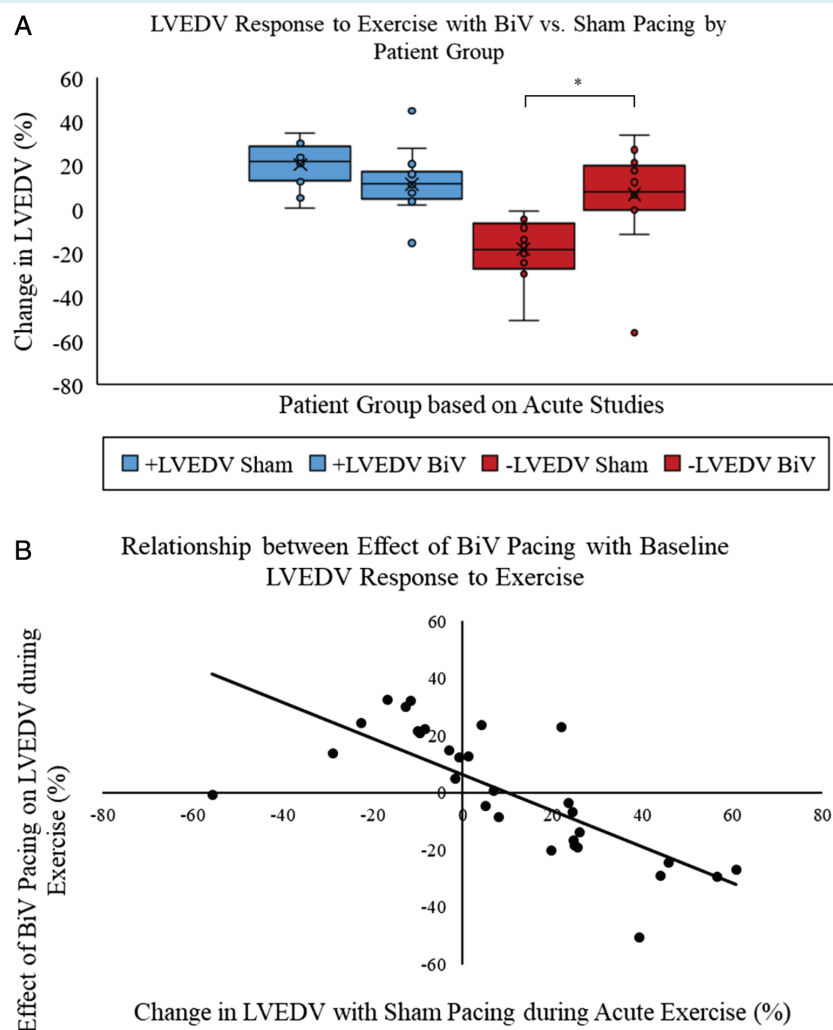 A
LVEDV Response to Exercise with BiV vs. Sham Pacing by
Patient Group
Change in LVEDV (%)
60
40
20
0
-20
-40
-60
-80
*
Patient Group based on Acute Studies
+LVEDV Sham +LVEDV BiV -LVEDV Sham -LVEDV BiV
B
Relationship between Effect of BiV Pacing with Baseline
LVEDV Response to Exercise
Effect of BiV Pacing on LVEDV during
Exercise (%)
60
40
20
0
-80 -60 -40 -20 0 20 40 60 80
-20
-40
-60
Change in LVEDV with Sham Pacing during Acute Exercise (%)